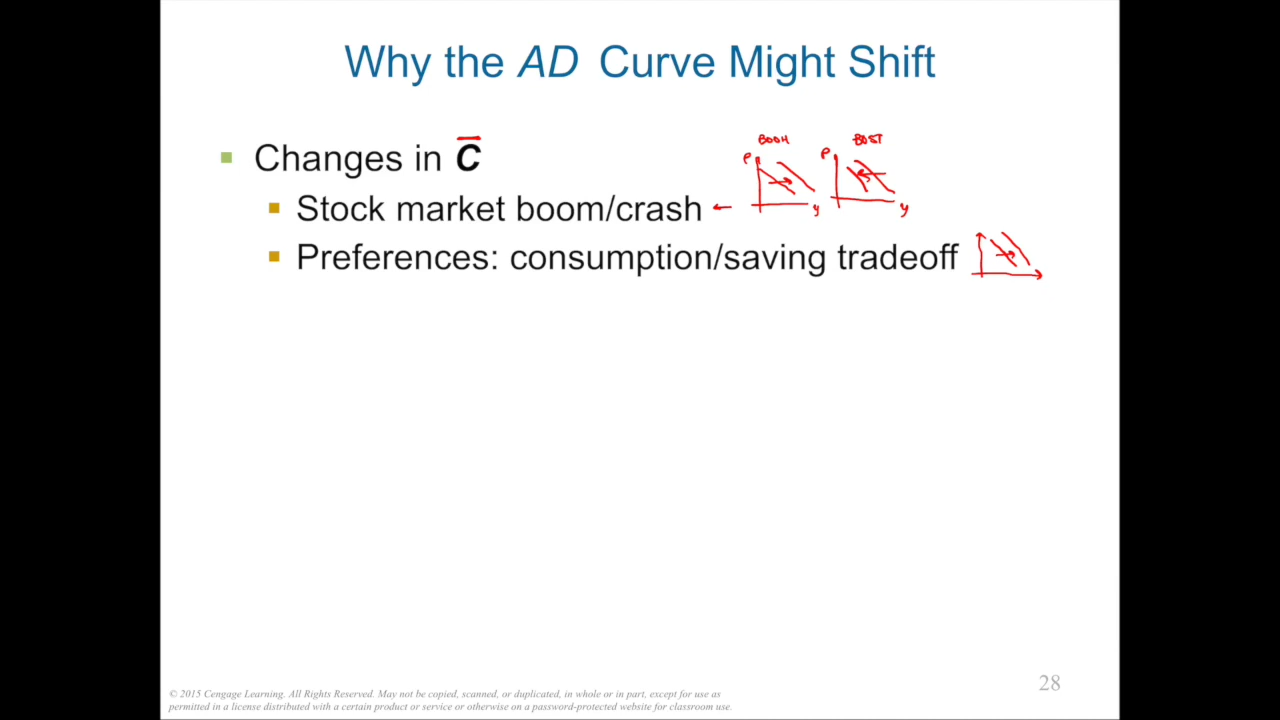 Why the AD Curve Might Shift
Changes in C̅
Stock market boom/crash
Preferences: consumption/saving tradeoff
BOOM
P
y
BUST
P
y
© 2015 Cengage Learning. All Rights Reserved. May not be copied, scanned, or duplicated, in whole or in part, except for use as
permitted in a license distributed with a certain product or service or otherwise on a password-protected website for classroom use.
28